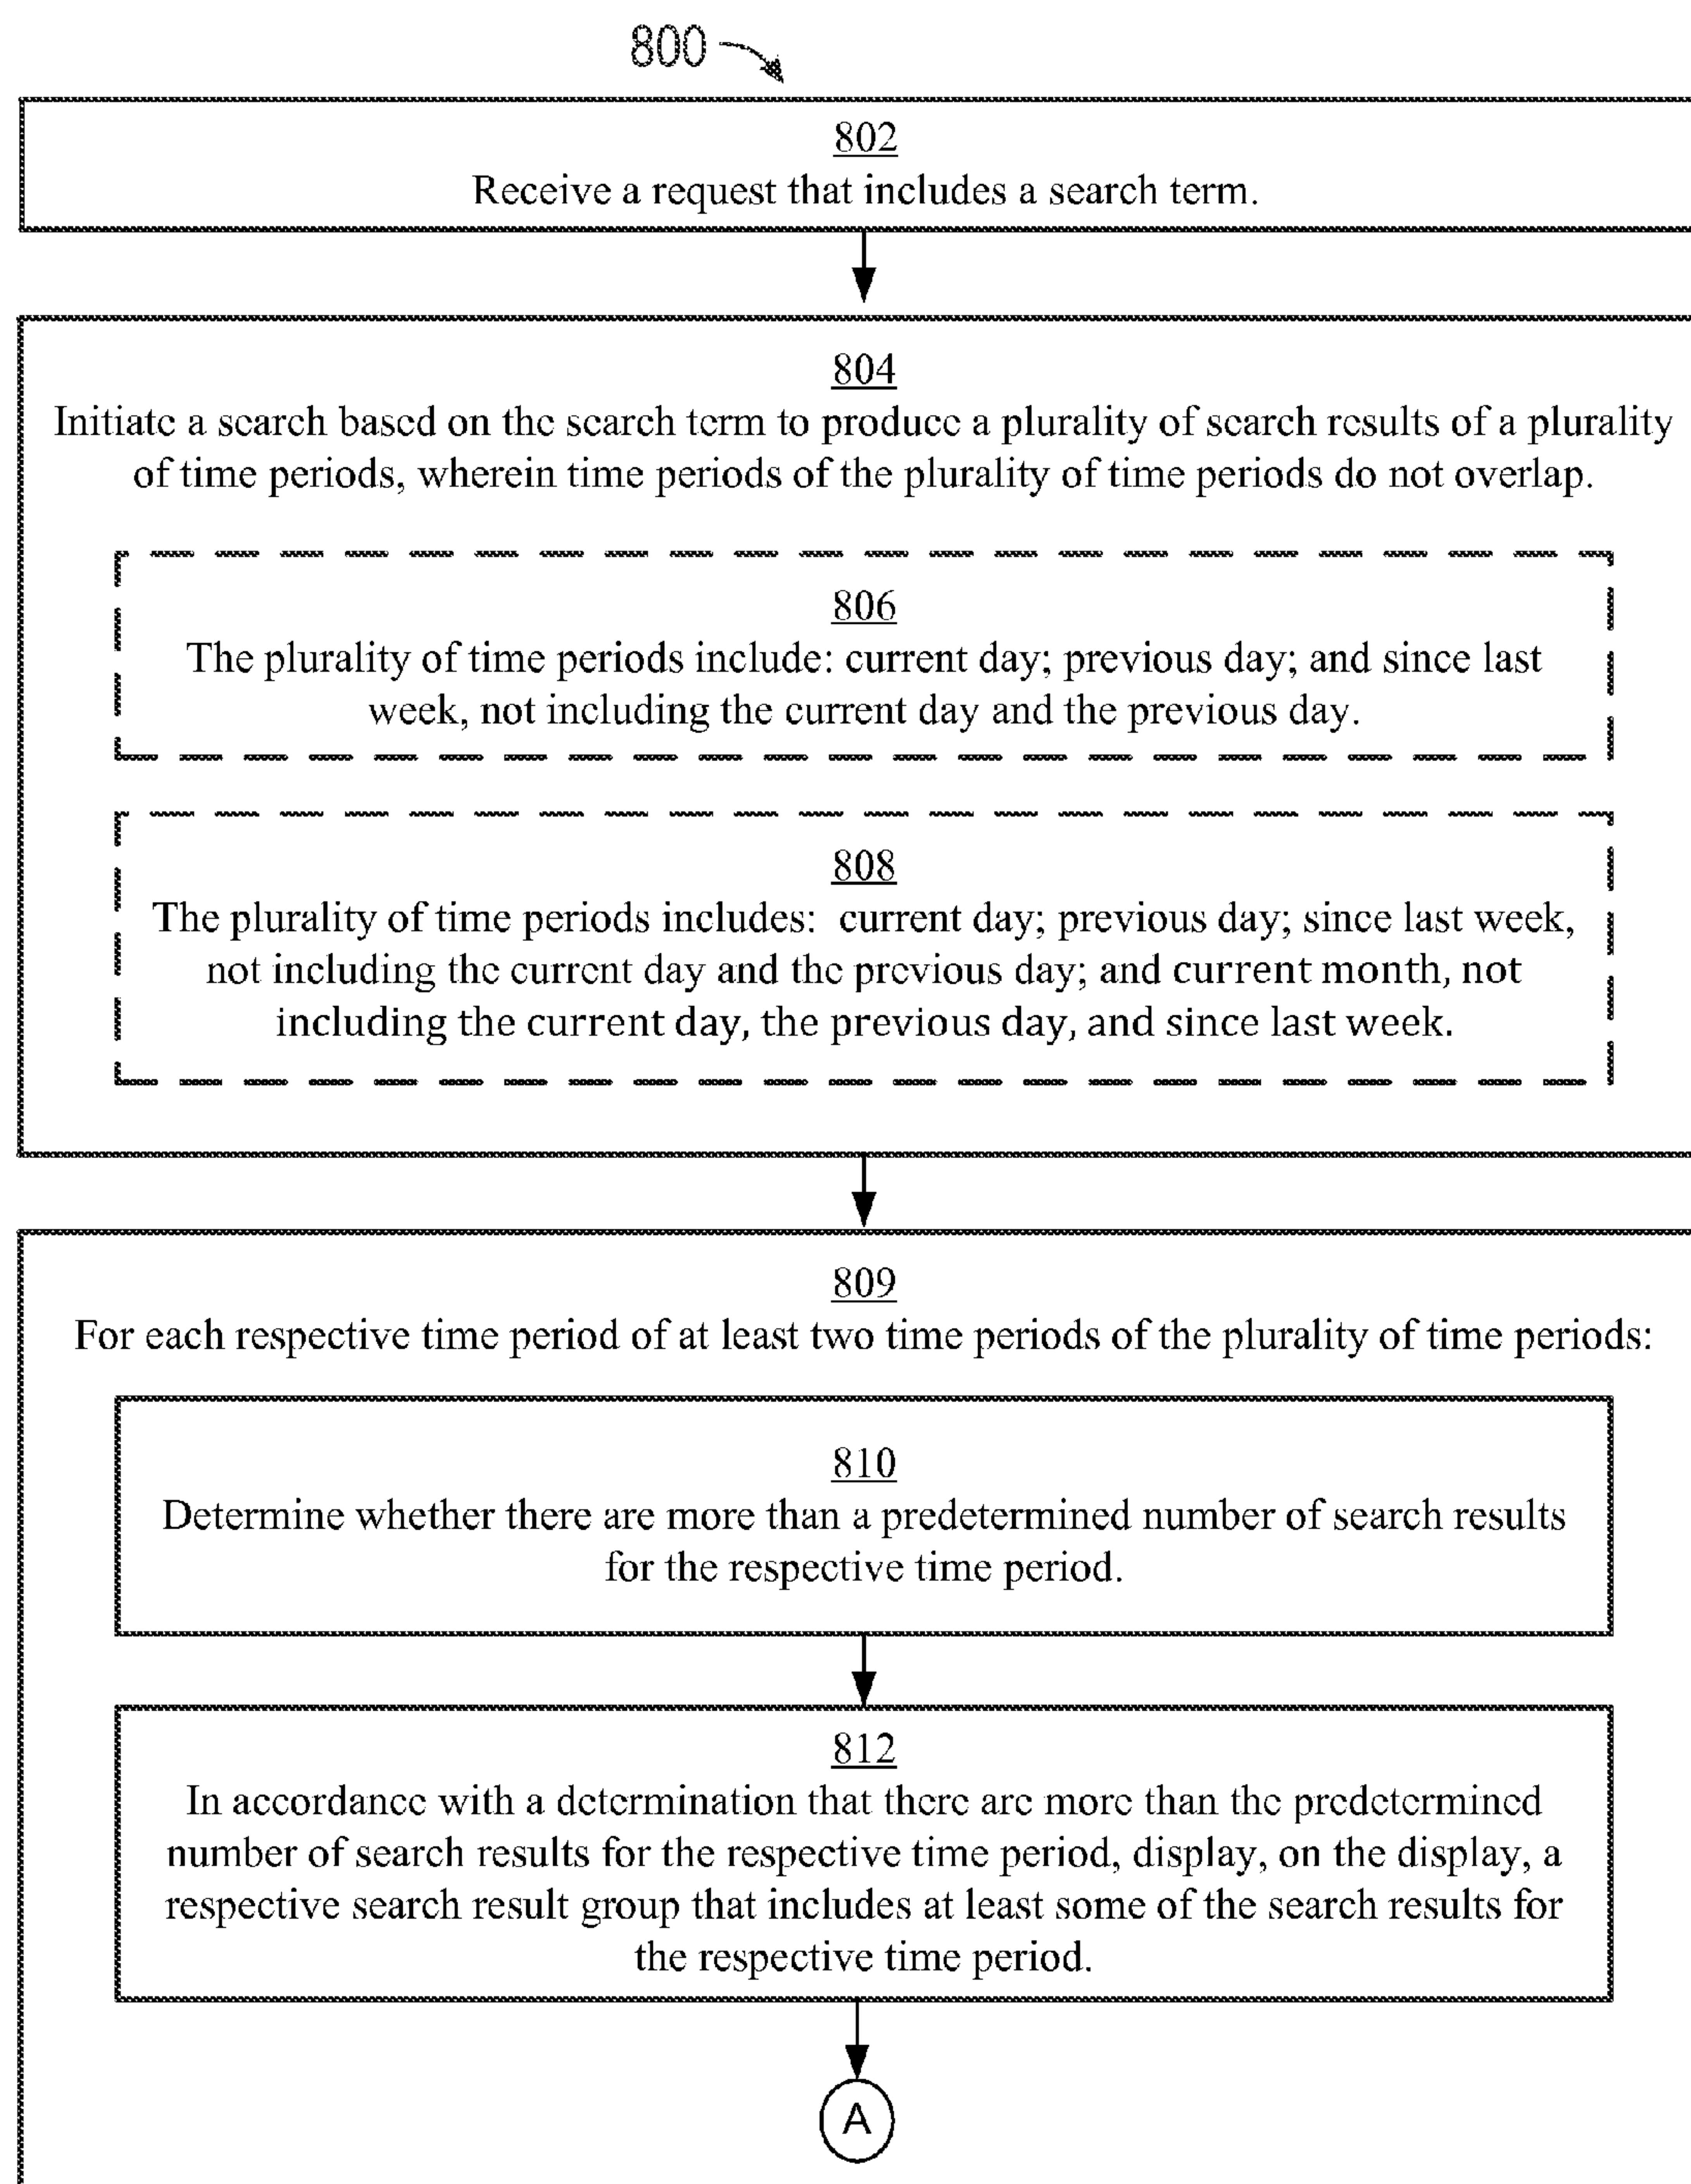 800
802
Receive a request that includes a search term.
804
Initiate a search based on the search term to produce a plurality of search results of a plurality
of time periods, wherein time periods of the plurality of time periods do not overlap.
806
The plurality of time periods include: current day; previous day; and since last
week, not including the current day and the previous day.
808
The plurality of time periods includes: current day; previous day; since last week,
not including the current day and the previous day; and current month, not
including the current day, the previous day, and since last week.
809
For each respective time period of at least two time periods of the plurality of time periods:
810
Determine whether there are more than a predetermined number of search results
for the respective time period.
812
In accordance with a determination that there are more than the predetermined
number of search results for the respective time period, display, on the display, a
respective search result group that includes at least some of the search results for
the respective time period.
A